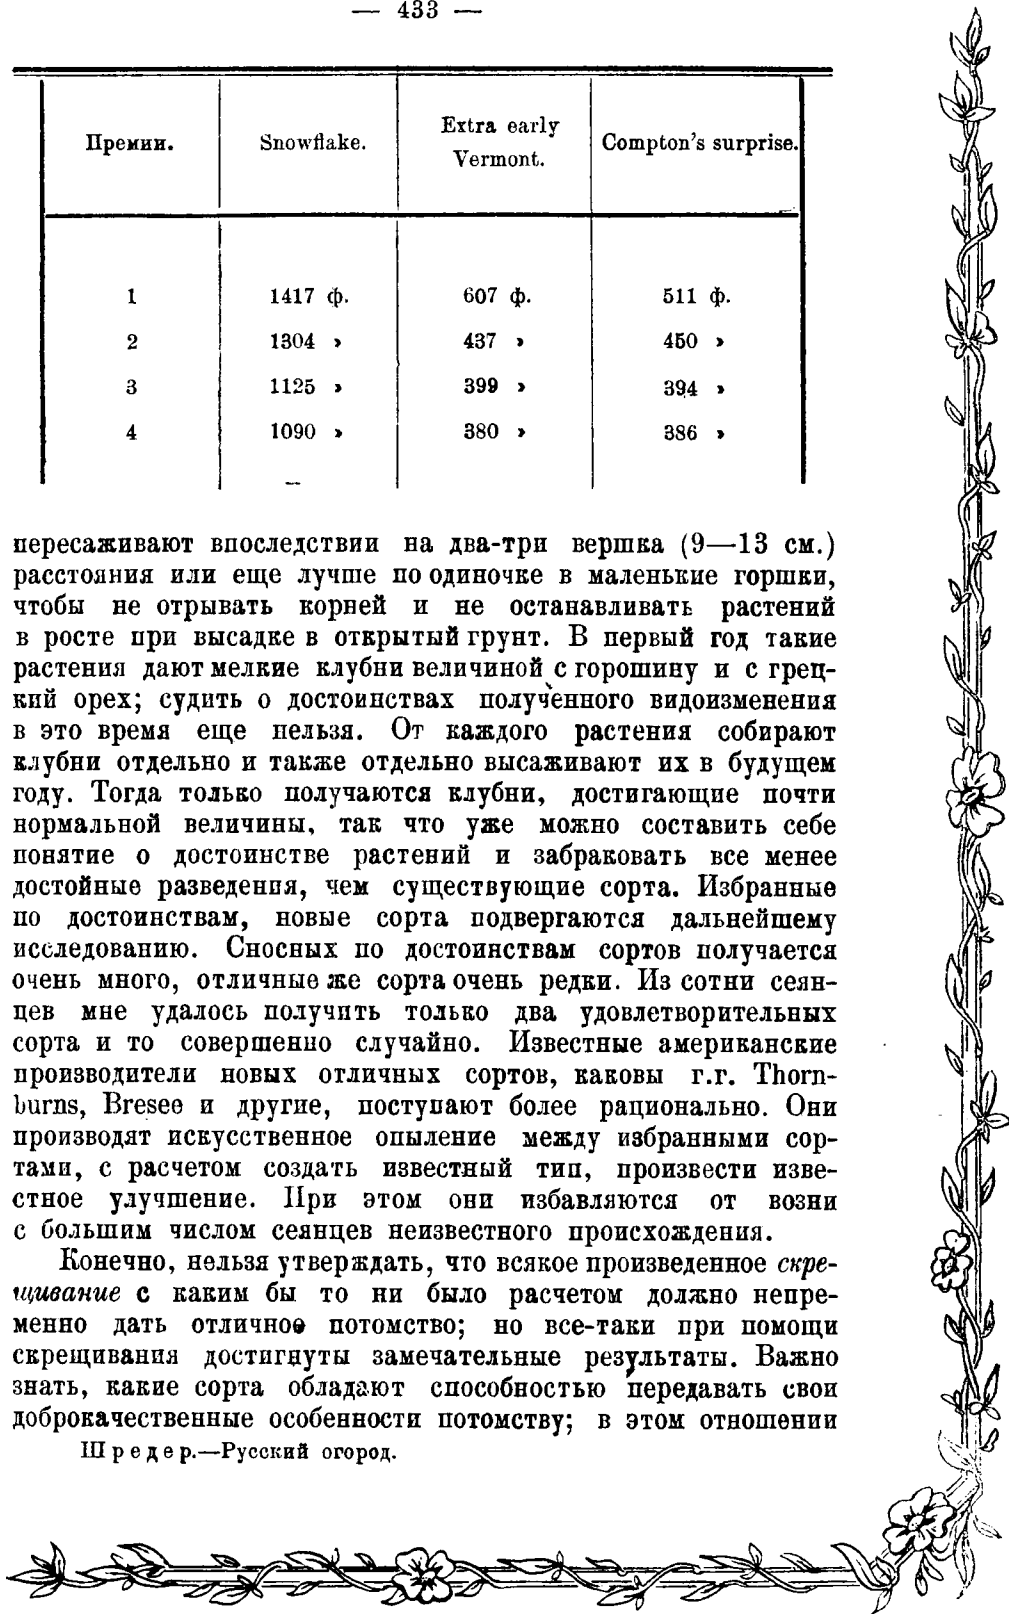 — 433 —
Премии. Snowflake. Extra early Vermont. Compton's surprise.
1 1417 ф. 607 ф. 511 ф.
2 1304 » 437 » 450 »
3 1125 » 399 » 394 »
4 1090 » 380 » 386 »
пересаживают впоследствии на два-три вершка (9—13 см.)
расстояния или еще лучше по одиночке в маленькие горшки,
чтобы не отрывать корней и не останавливать растений
в росте при высадке в открытый грунт. В первый год такие
растения дают мелкие клубни величиной с горошину и с грец-
кий орех; судить о достоинствах полученного видоизменения
в это время еще нельзя. От каждого растения собирают
клубни отдельно и также отдельно высаживают их в будущем
году. Тогда только получаются клубни, достигающие почти
нормальной величины, так что уже можно составить себе
понятие о достоинстве растений и забраковать все менее
достойные разведения, чем существующие сорта. Избранные
по достоинствам, новые сорта подвергаются дальнейшему
исследованию. Сносных по достоинствам сортов получается
очень много, отличные же сорта очень редки. Из сотни сеян-
цев мне удалось получить только два удовлетворительных
сорта и то совершенно случайно. Известные американские
производители новых отличных сортов, каковы г.г. Thorn-
burns, Bresee и другие, поступают более рационально. Они
производят искусственное опыление между избранными сор-
тами, с расчетом создать известный тип, произвести изве-
стное улучшение. При этом они избавляются от возни
с большим числом сеянцев неизвестного происхождения.
Конечно, нельзя утверждать, что всякое произведенное скре-
щивание с каким бы то ни было расчетом должно непре-
менно дать отличное потомство; но все-таки при помощи
скрещивания достигнуты замечательные результаты. Важно
знать, какие сорта обладают способностью передавать свои
доброкачественные особенности потомству; в этом отношении
Шредер.—Русский огород.